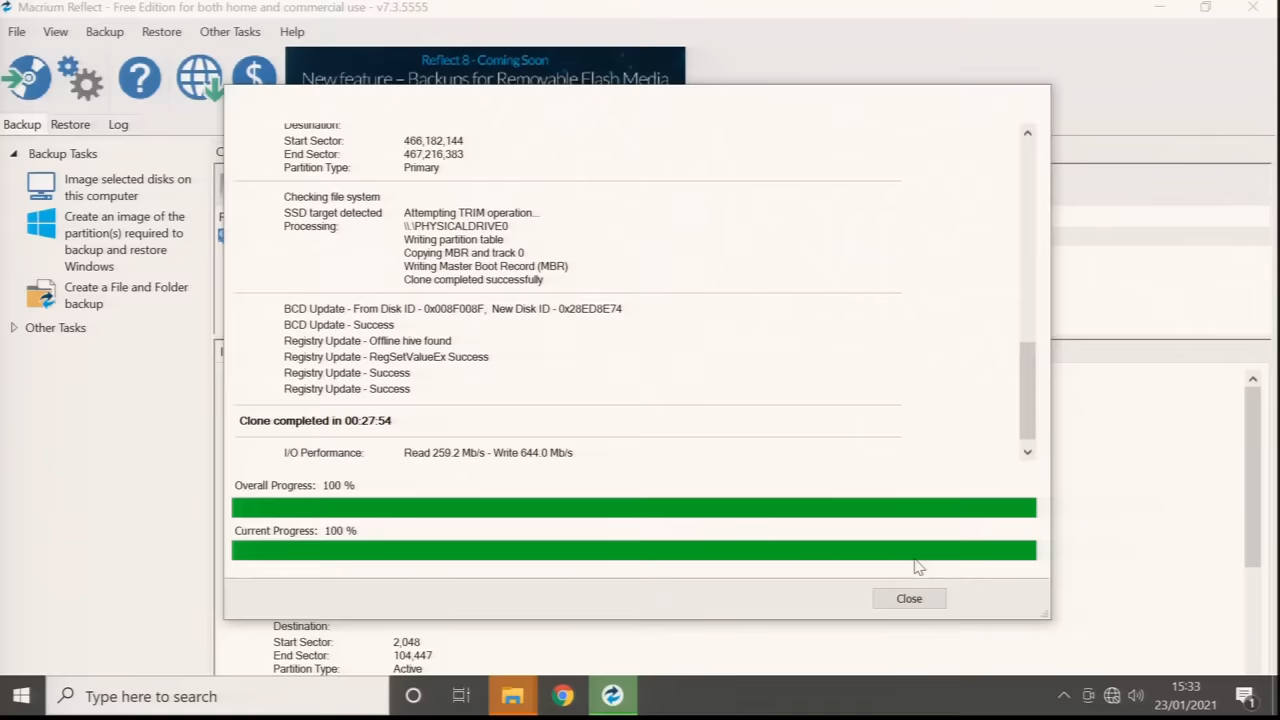 Macrium Reflect - Free Edition for both home and commercial use - v7.3.5555
File View Backup Restore Other Tasks Help
Reflect 8 - Coming Soon
New feature – Backups for Removable Flash Media
Backup Restore Log
Backup Tasks
Image selected disks on
this computer
Create an image of the
partition(s) required to
backup and restore
Windows
Create a File and Folder
backup
Other Tasks
Destination:
Start Sector: 466,182,144
End Sector: 467,216,383
Partition Type: Primary
Checking file system
SSD target detected Attempting TRIM operation...
Processing: \\.\PHYSICALDRIVE0
Writing partition table
Copying MBR and track 0
Writing Master Boot Record (MBR)
Clone completed successfully
BCD Update - From Disk ID - 0x008F008F, New Disk ID - 0x28ED8E74
BCD Update - Success
Registry Update - Offline hive found
Registry Update - RegSetValueEx Success
Registry Update - Success
Registry Update - Success
Clone completed in 00:27:54
I/O Performance: Read 259.2 Mb/s - Write 644.0 Mb/s
Overall Progress: 100 %
Current Progress: 100 %
Close
Destination:
Start Sector: 2,048
End Sector: 104,447
Partition Type: Active
Type here to search
15:33
23/01/2021
1